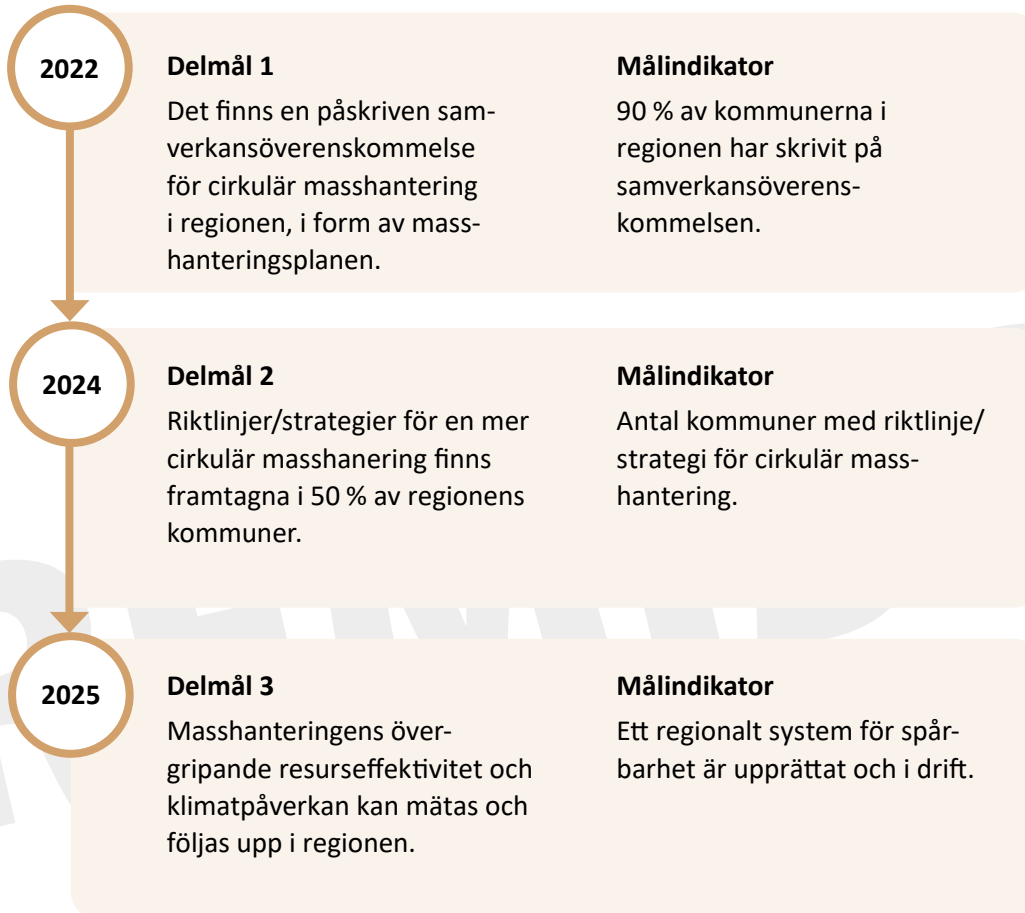 2022
Delmål 1
Det finns en påskriven sam-
verkansöverenskommelse
för cirkulär masshantering
i regionen, i form av mass-
hanteringsplanen.
Målindikator
90 % av kommunerna i
regionen har skrivit på
samverkansöverens-
kommelsen.
2024
Delmål 2
Riktlinjer/strategier för en mer
cirkulär masshanering finns
framtagna i 50 % av regionens
kommuner.
Målindikator
Antal kommuner med riktlinje/
strategi för cirkulär mass-
hantering.
2025
Delmål 3
Masshanteringens över-
gripande resurseffektivitet och
klimatpåverkan kan mätas och
följas upp i regionen.
Målindikator
Ett regionalt system för spår-
barhet är upprättat och i drift.